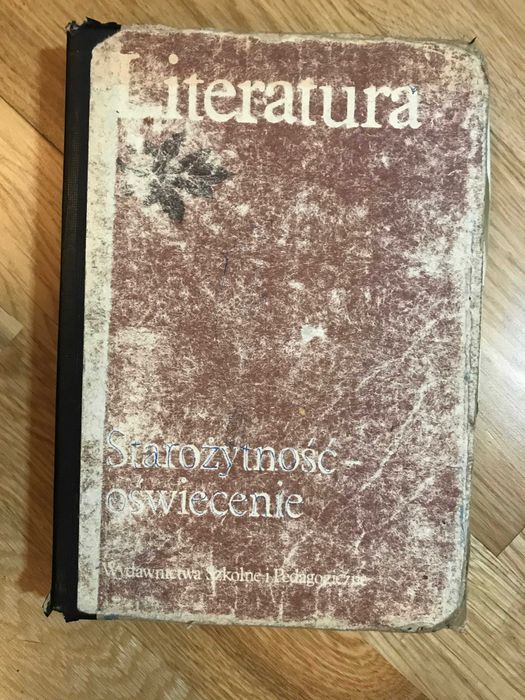 Literatura
Starożytność -
oświecenie
Wydawnictwa Szkolne i Pedagogiczne